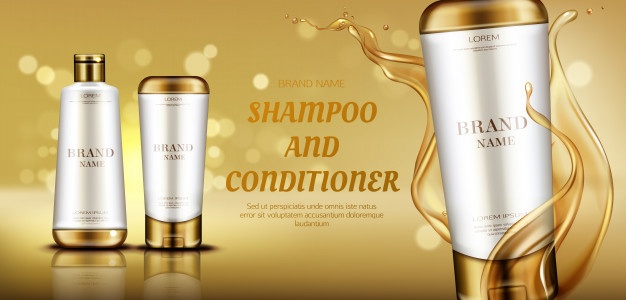 LOREM
BRAND
NAME
LOREM
BRAND
NAME
BRAND NAME
SHAMPOO
AND
CONDITIONER
Sed ut perspiciatis unde omnis iste natus error
sit voluptatem accusantium doloremque
laudantium
LOREM
BRAND
NAME
LOREM IPSUM